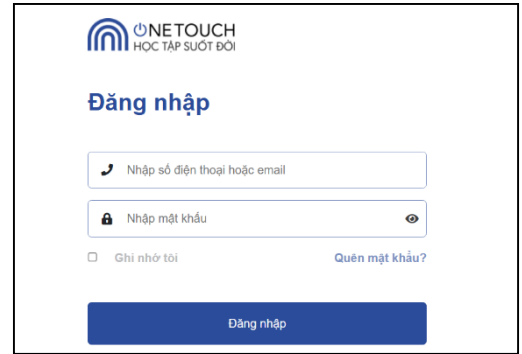 ONETOUCH
HỌC TẬP SUỐT ĐỜI
Đăng nhập
Nhập số điện thoại hoặc email
Nhập mật khẩu
Ghi nhớ tôi Quên mật khẩu?
Đăng nhập